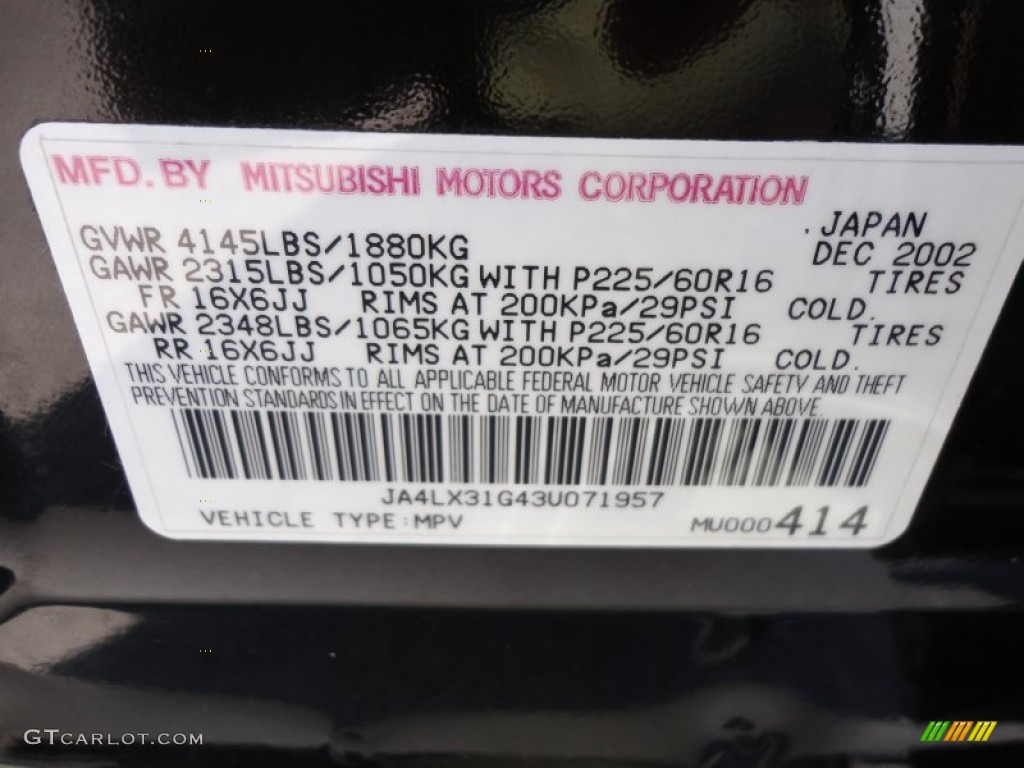 MFD. BY MITSUBISHI MOTORS CORPORATION
.JAPAN
GVWR 4145LBS/1880KG DEC 2002
GAWR 2315LBS/1050KG WITH P225/60R16 TIRES
FR 16X6JJ RIMS AT 200KPa/29PSI COLD.
GAWR 2348LBS/1065KG WITH P225/60R16 TIRES
RR 16X6JJ RIMS AT 200KPa/29PSI COLD.
THIS VEHICLE CONFORMS TO ALL APPLICABLE FEDERAL MOTOR VEHICLE SAFETY AND THEFT
PREVENTION STANDARDS IN EFFECT ON THE DATE OF MANUFACTURE SHOWN ABOVE.
JA4LX31G43U071957
VEHICLE TYPE:MPV MU000414
GTCARLOT.COM